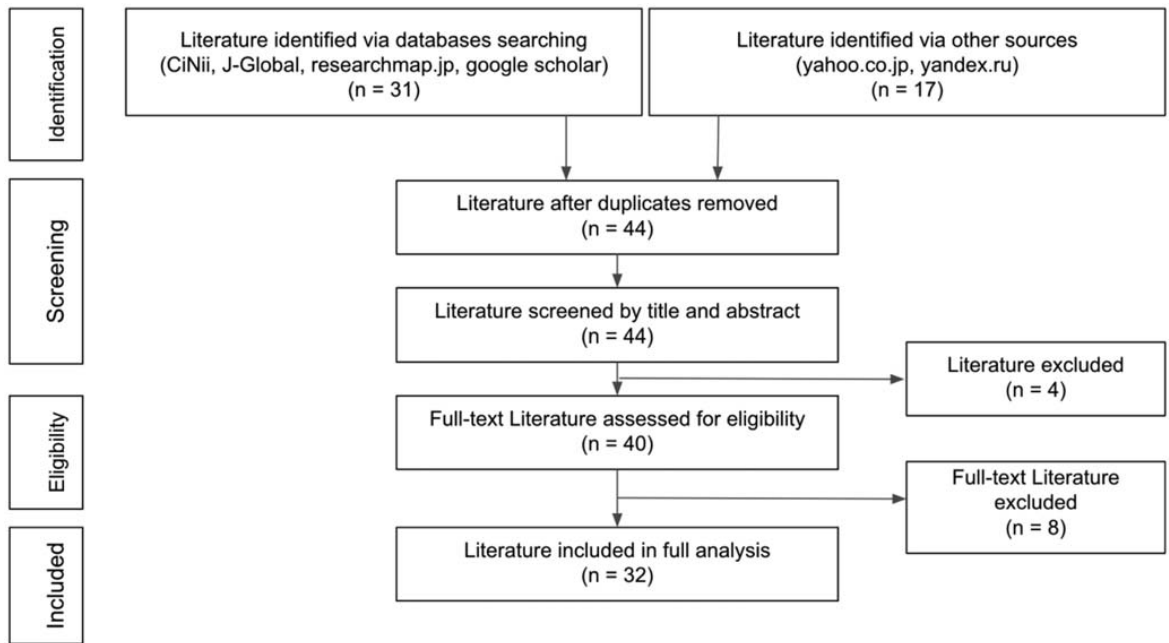 Identification
Literature identified via databases searching
(CiNii, J-Global, researchmap.jp, google scholar)
(n = 31)
Literature identified via other sources
(yahoo.co.jp, yandex.ru)
(n = 17)
Screening
Literature after duplicates removed
(n = 44)
Literature screened by title and abstract
(n = 44)
Literature excluded
(n = 4)
Eligibility
Full-text Literature assessed for eligibility
(n = 40)
Full-text Literature
excluded
(n = 8)
Included
Literature included in full analysis
(n = 32)